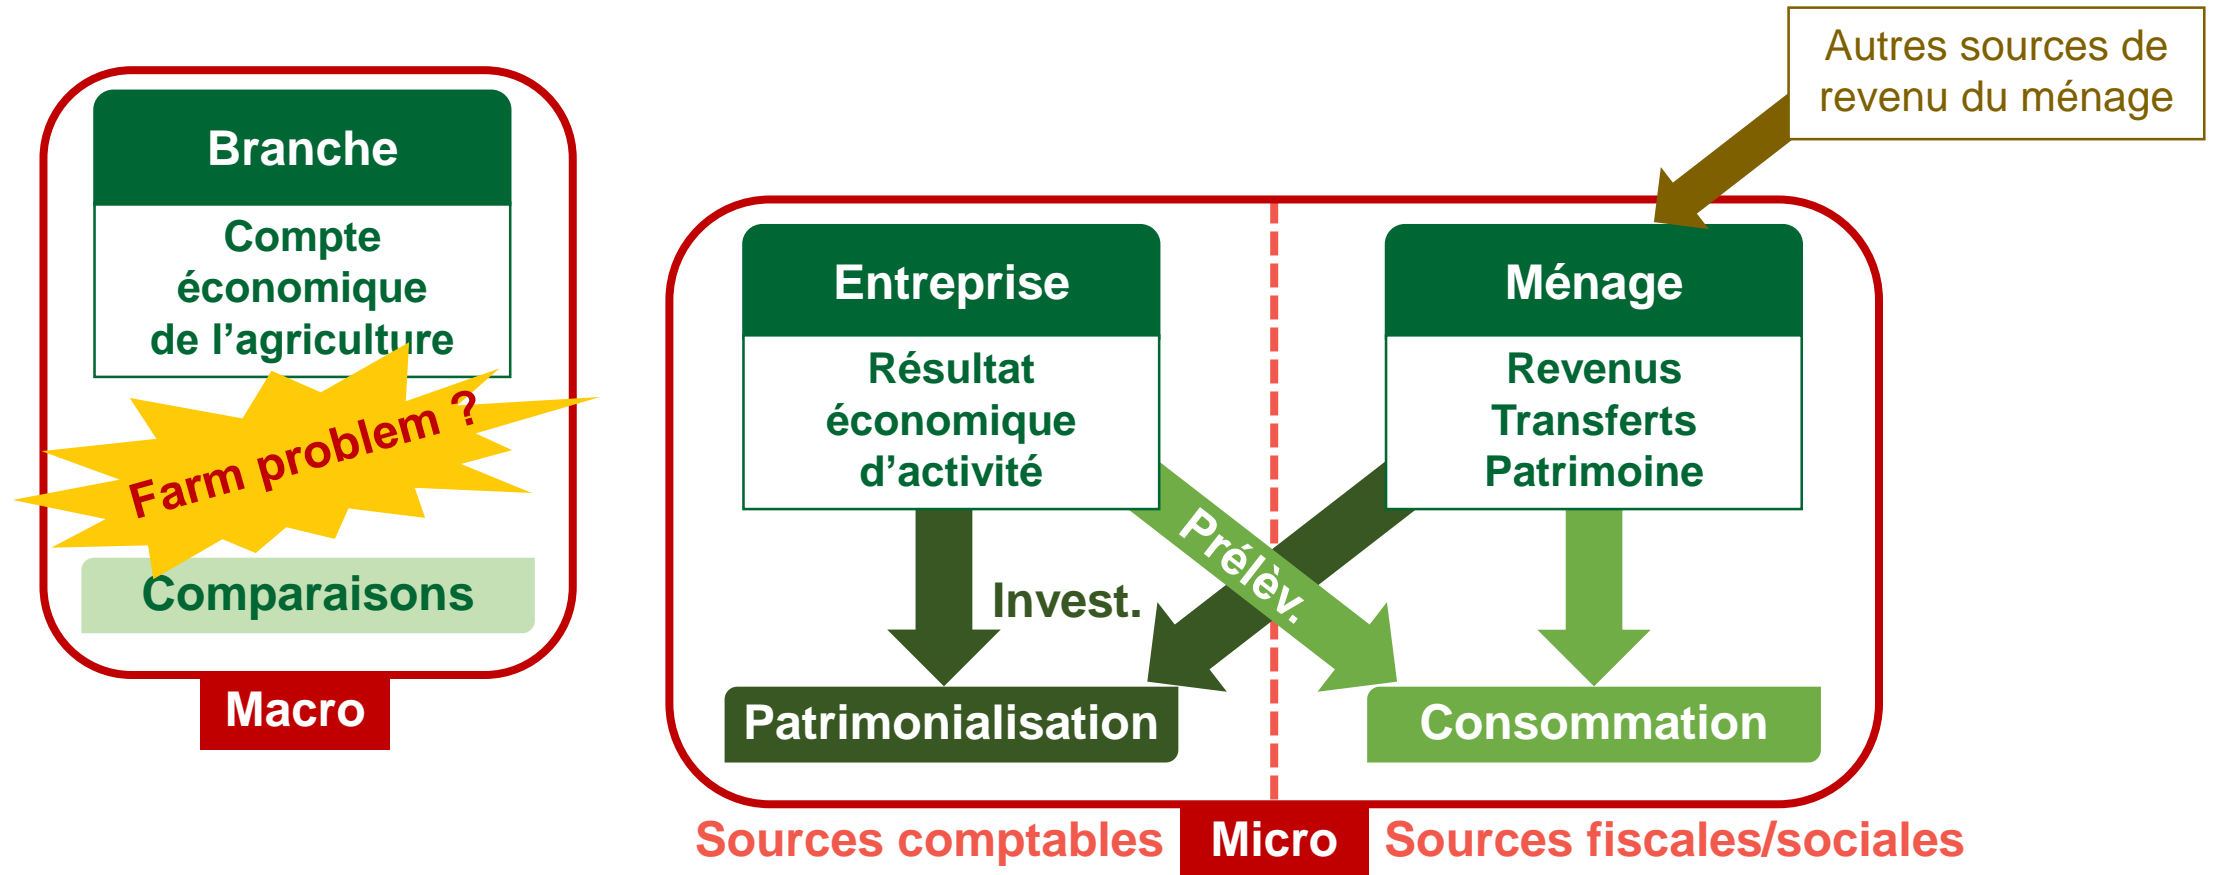 Autres sources de
revenu du ménage
Branche
Compte
économique
de l’agriculture
Farm problem ?
Comparaisons
Macro
Entreprise
Résultat
économique
d’activité
Ménage
Revenus
Transferts
Patrimoine
Prélèv.
Invest.
Patrimonialisation
Consommation
Sources comptables
Micro
Sources fiscales/sociales